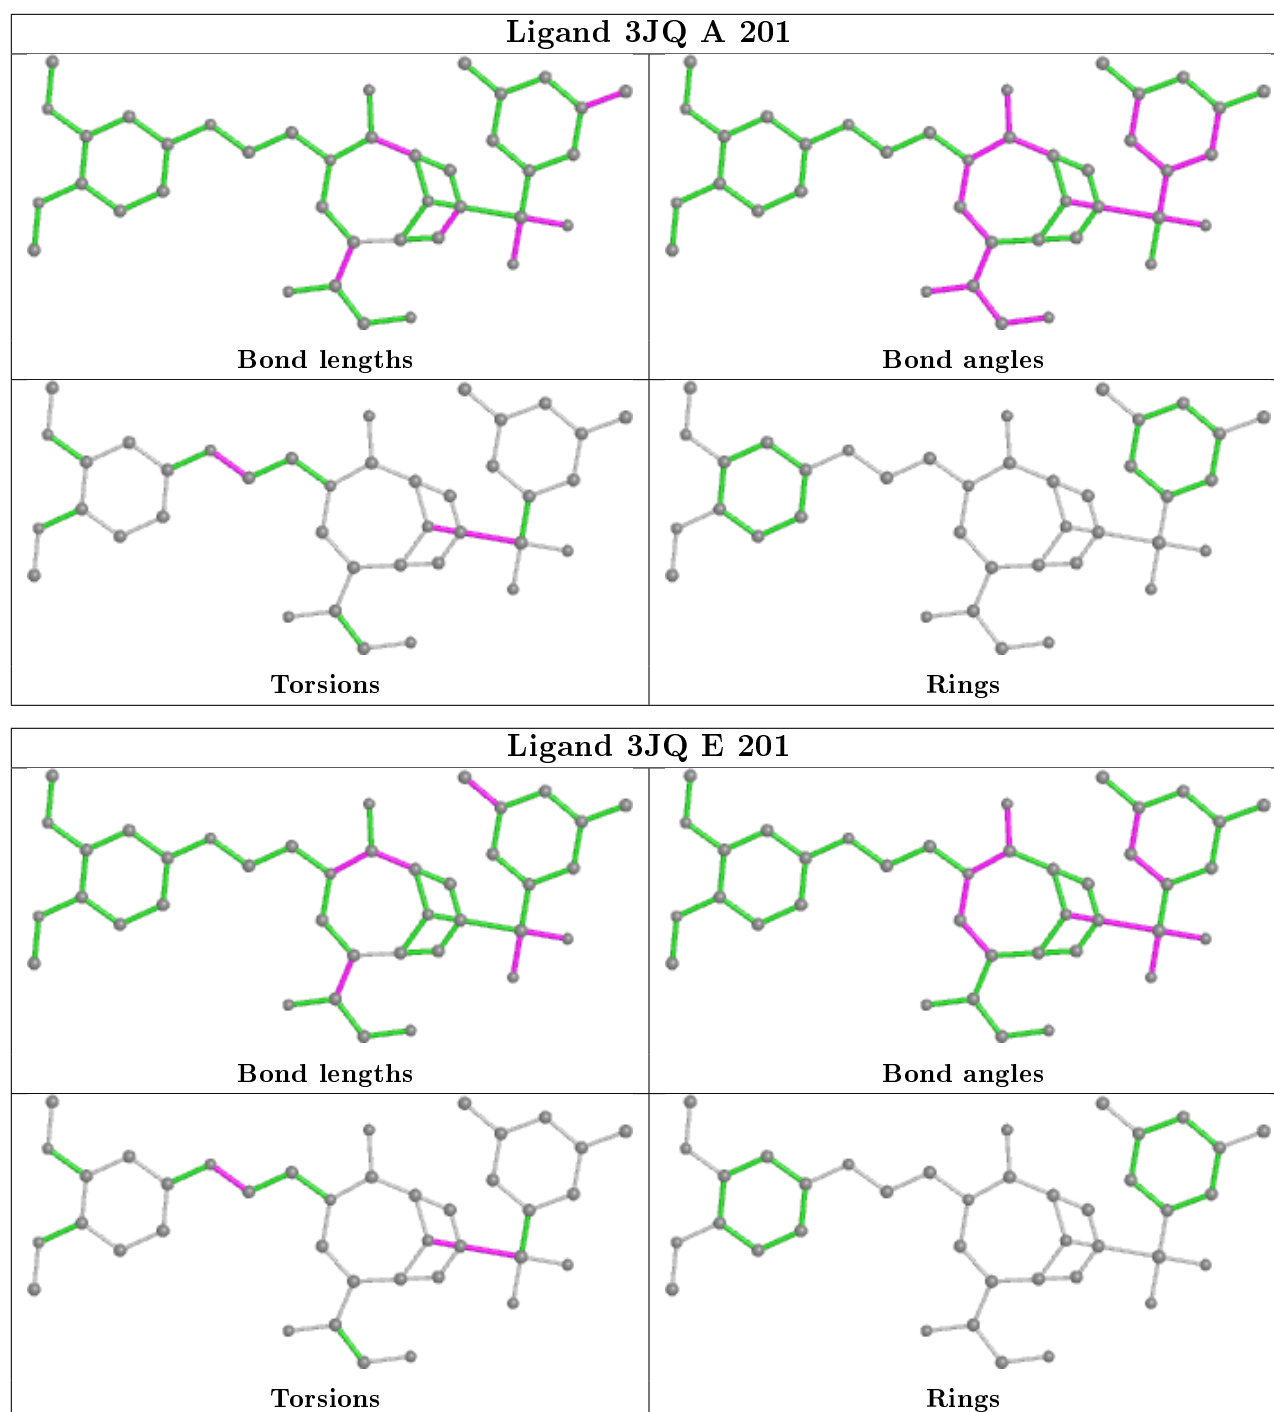 Ligand 3JQ A 201
Bond lengths
Bond angles
Torsions
Rings
Ligand 3JQ E 201
Bond lengths
Bond angles
Torsions
Rings